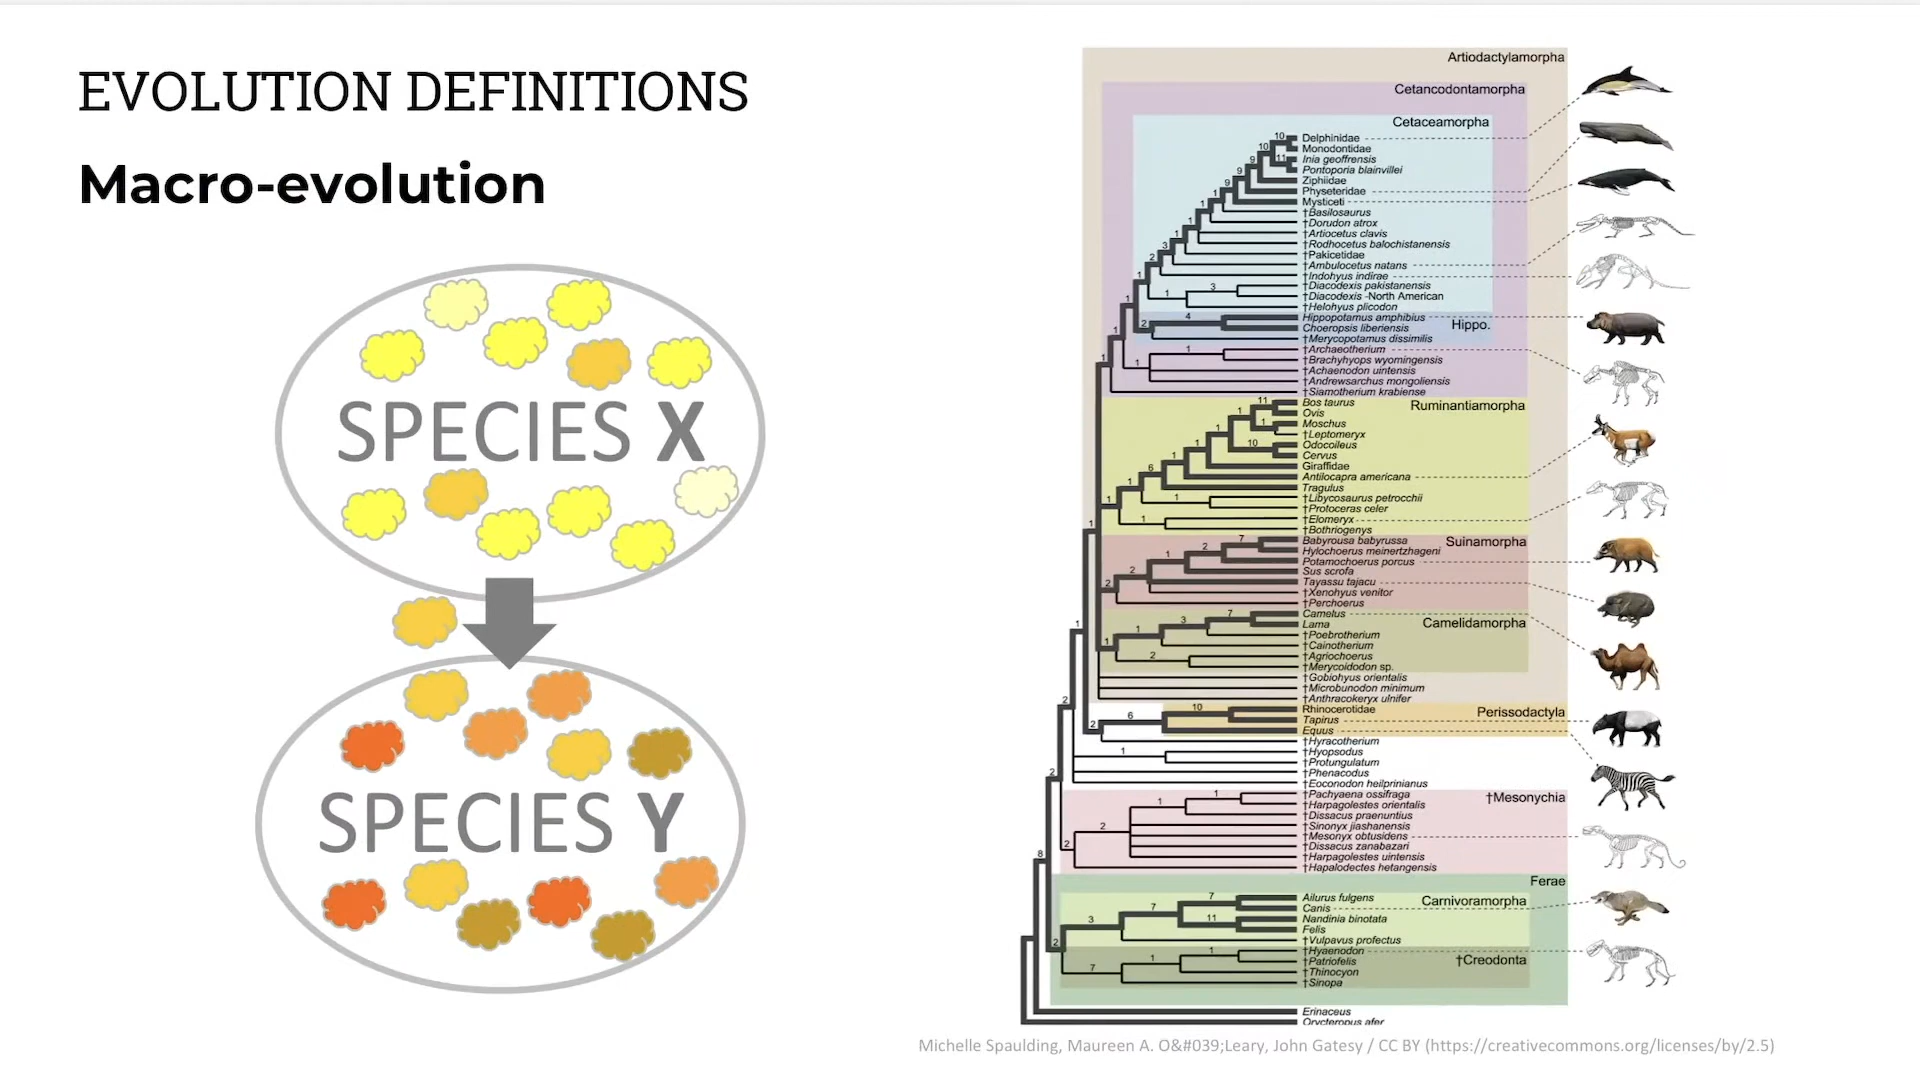 EVOLUTION DEFINITIONS
Macro-evolution
SPECIES X
SPECIES Y
Artiodactylamorpha
Cetancodontamorpha
Cetaceamorpha
Delphinidae
Monodontidae
Inia geoffrensis
Pontoporia blainvillei
Ziphiidae
Physeteridae
Mysticeti
†Basilosaurus
†Dorudon atrox
†Artiocetus clavis
†Rodhocetus balochistanensis
†Pakicetidae
†Ambulocetus natans
†Indohyus indirae
†Diacodexis pakistanensis
†Diacodexis -North American
†Helohyus plicodon
Hippopotamus amphibius
Choeropsis liberiensis
Hippo.
†Merycopotamus dissimilis
†Archaeotherium
†Brachyhyops wyomingensis
†Achaenodon uintensis
†Andrewsarchus mongoliensis
†Siamotherium krabiense
Bos taurus
Ruminantiamorpha
Ovis
Moschus
†Leptomeryx
Odocoileus
Cervus
Giraffidae
Antilocapra americana
Tragulus
†Libycosaurus petrocchii
†Protoceras celer
†Elomeryx
†Bothriogenys
Babyrousa babyrussa
Suinamorpha
Hylochoerus meinertzhageni
Potamochoerus porcus
Sus scrofa
Tayassu tajacu
†Xenohyus venitor
†Perchoerus
Camelus
Lama
Camelidamorpha
†Poebrotherium
†Cainotherium
†Agriochoerus
†Merycoidodon sp.
†Gobiohyus orientalis
†Microbunodon minimum
†Anthracokeryx ulnifer
Rhinocerotidae
Perissodactyla
Tapirus
Equus
†Hyracotherium
†Hyopsodus
†Protungulatum
†Phenacodus
†Eoconodon heilprinianus
†Pachyaena ossifraga
†Mesonychia
†Harpagolestes orientalis
†Dissacus praenuntius
†Sinonyx jiashanensis
†Mesonyx obtusidens
†Dissacus zanabazari
†Harpagolestes uintensis
†Hapalodectes hetangensis
Ferae
Ailurus fulgens
Carnivoramorpha
Canis
Nandinia binotata
Felis
†Vulpavus profectus
†Hyaenodon
†Patriofelis
†Creodonta
†Thinocyon
†Sinopa
Erinaceus
Orycteropus afer
Michelle Spaulding, Maureen A. O&#039;Leary, John Gatesy / CC BY (https://creativecommons.org/licenses/by/2.5)